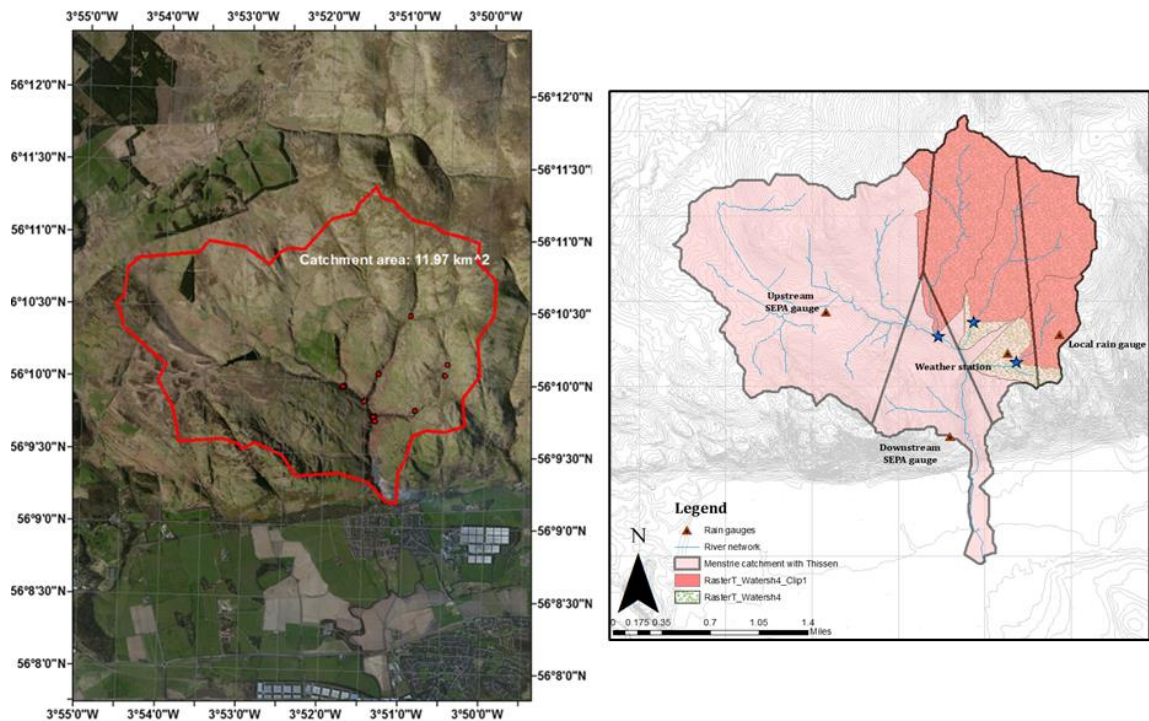 3°55'0"W 3°54'0"W 3°53'0"W 3°52'0"W 3°51'0"W 3°50'0"W
56°12'0"N
56°12'0"N
6°11'30"N
56°11'30"N
56°11'0"N
56°11'0"N
Catchment area: 11.97 km^2
6°10'30"N
56°10'30"N
56°10'0"N
56°10'0"N
56°9'30"N
56°9'30"N
56°9'0"N
56°9'0"N
56°8'30"N
56°8'30"N
56°8'0"N
56°8'0"N
3°55'0"W 3°54'0"W 3°53'0"W 3°52'0"W 3°51'0"W 3°50'0"W
Upstream
SEPA gauge
Local rain gauge
Weather station
Downstream
SEPA gauge
Legend
N
Rain gauges
River network
Menstrie catchment with Thissen
RasterT_Watersh4_Clip1
RasterT_Watersh4
0 0.175 0.35 0.7 1.05 1.4
Miles